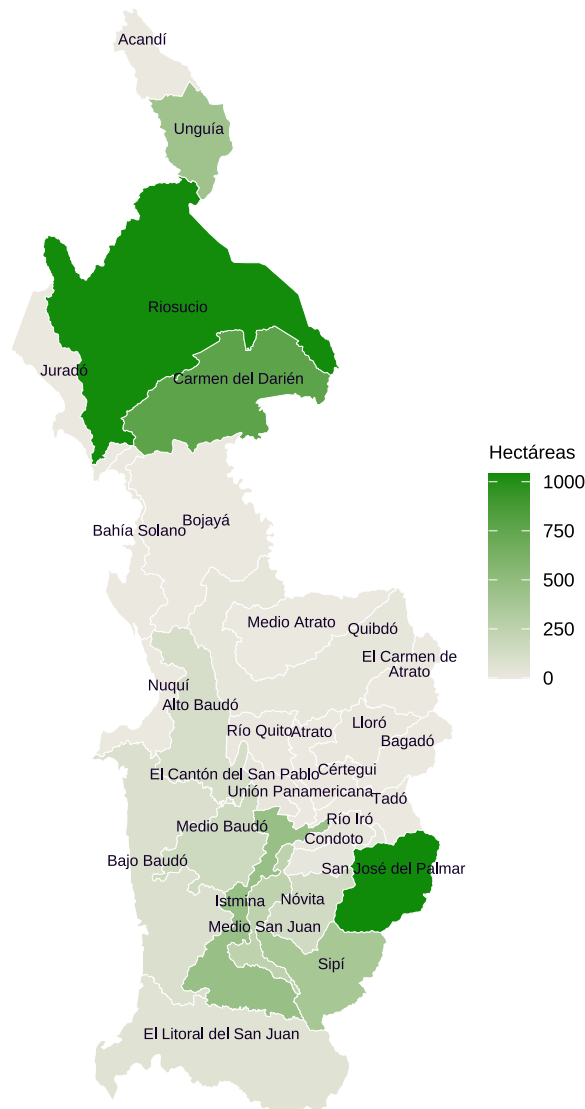 Acandí
Unguía
Riosucio
Juradó
Carmen del Darién
Hectáreas
1000
750
500
250
0
Bojayá
Bahía Solano
Medio Atrato
Quibdó
El Carmen de
Atrato
Nuquí
Alto Baudó
Lloró
Río Quito
Atrato
Bagadó
El Cantón del San Pablo
Cértegui
Unión Panamericana
Tadó
Medio Baudó
Río Iró
Condoto
Bajo Baudó
San José del Palmar
Istmina
Nóvita
Medio San Juan
Sipí
El Litoral del San Juan